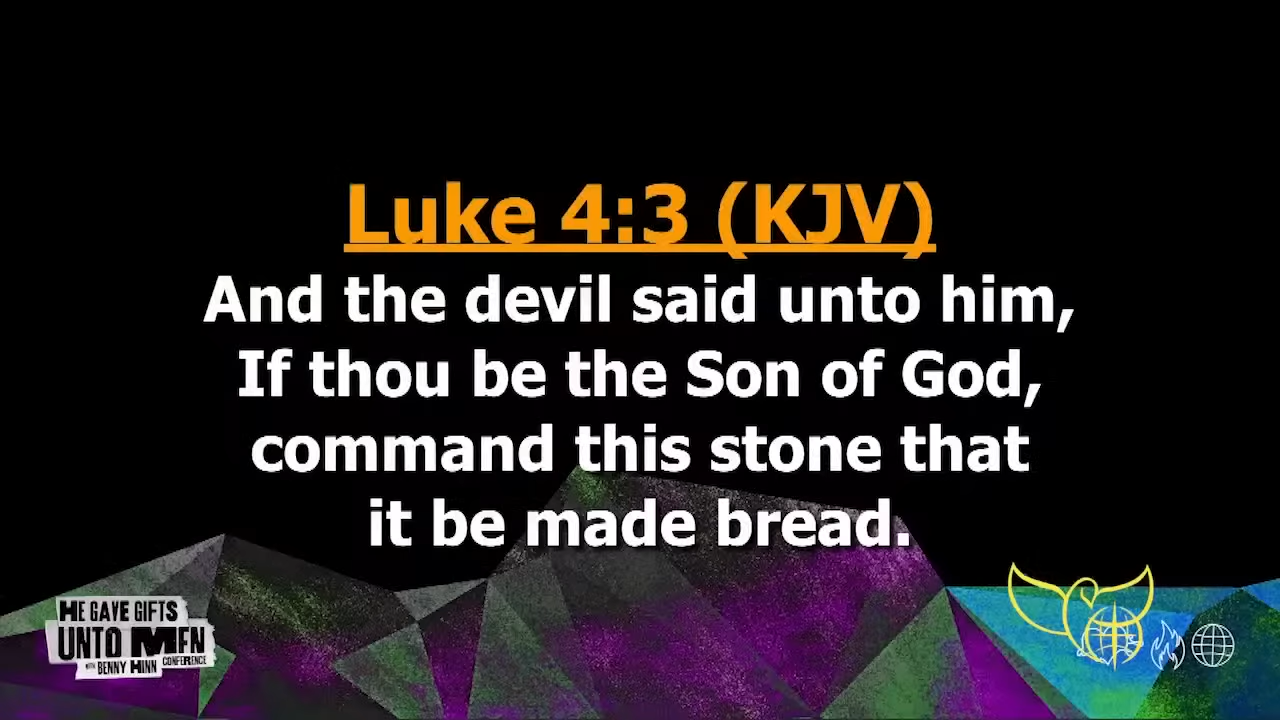 Luke 4:3 (KJV)
And the devil said unto him,
If thou be the Son of God,
command this stone that
it be made bread.
HE GAVE GIFTS
UNTO MEN
WITH BENNY HINN CONFERENCE